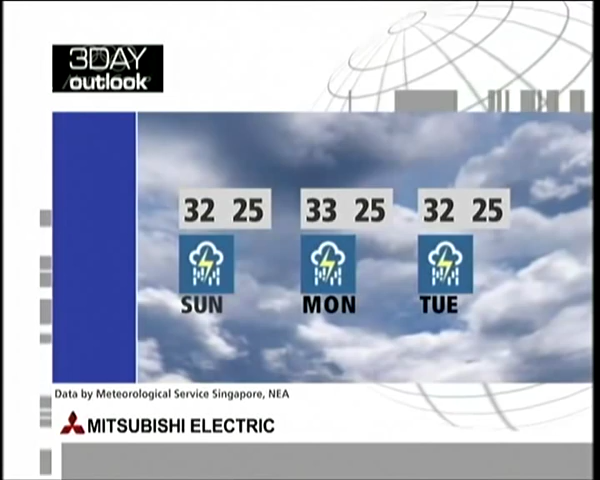 3DAY
outlook
32 25 33 25 32 25
SUN MON TUE
Data by Meteorological Service Singapore, NEA
MITSUBISHI ELECTRIC